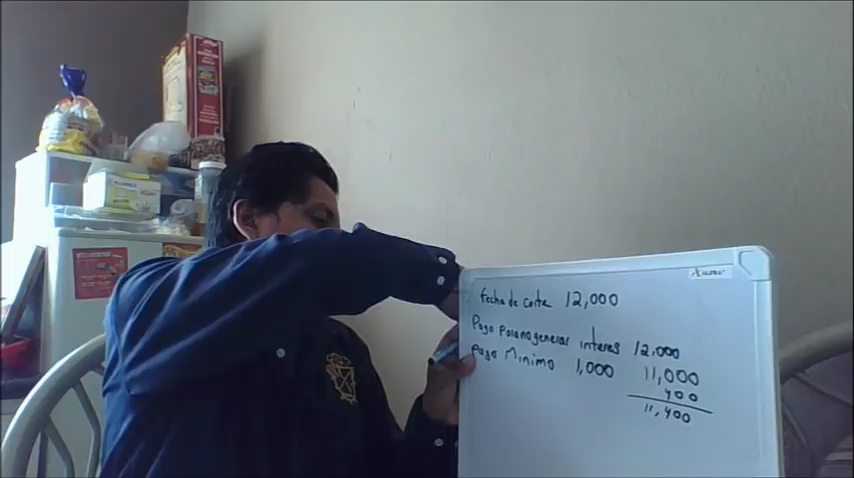 fecha de corte 12,000
Pago para no generar interes 12,000
Pago Minimo 1,000 11,000
400
11,400